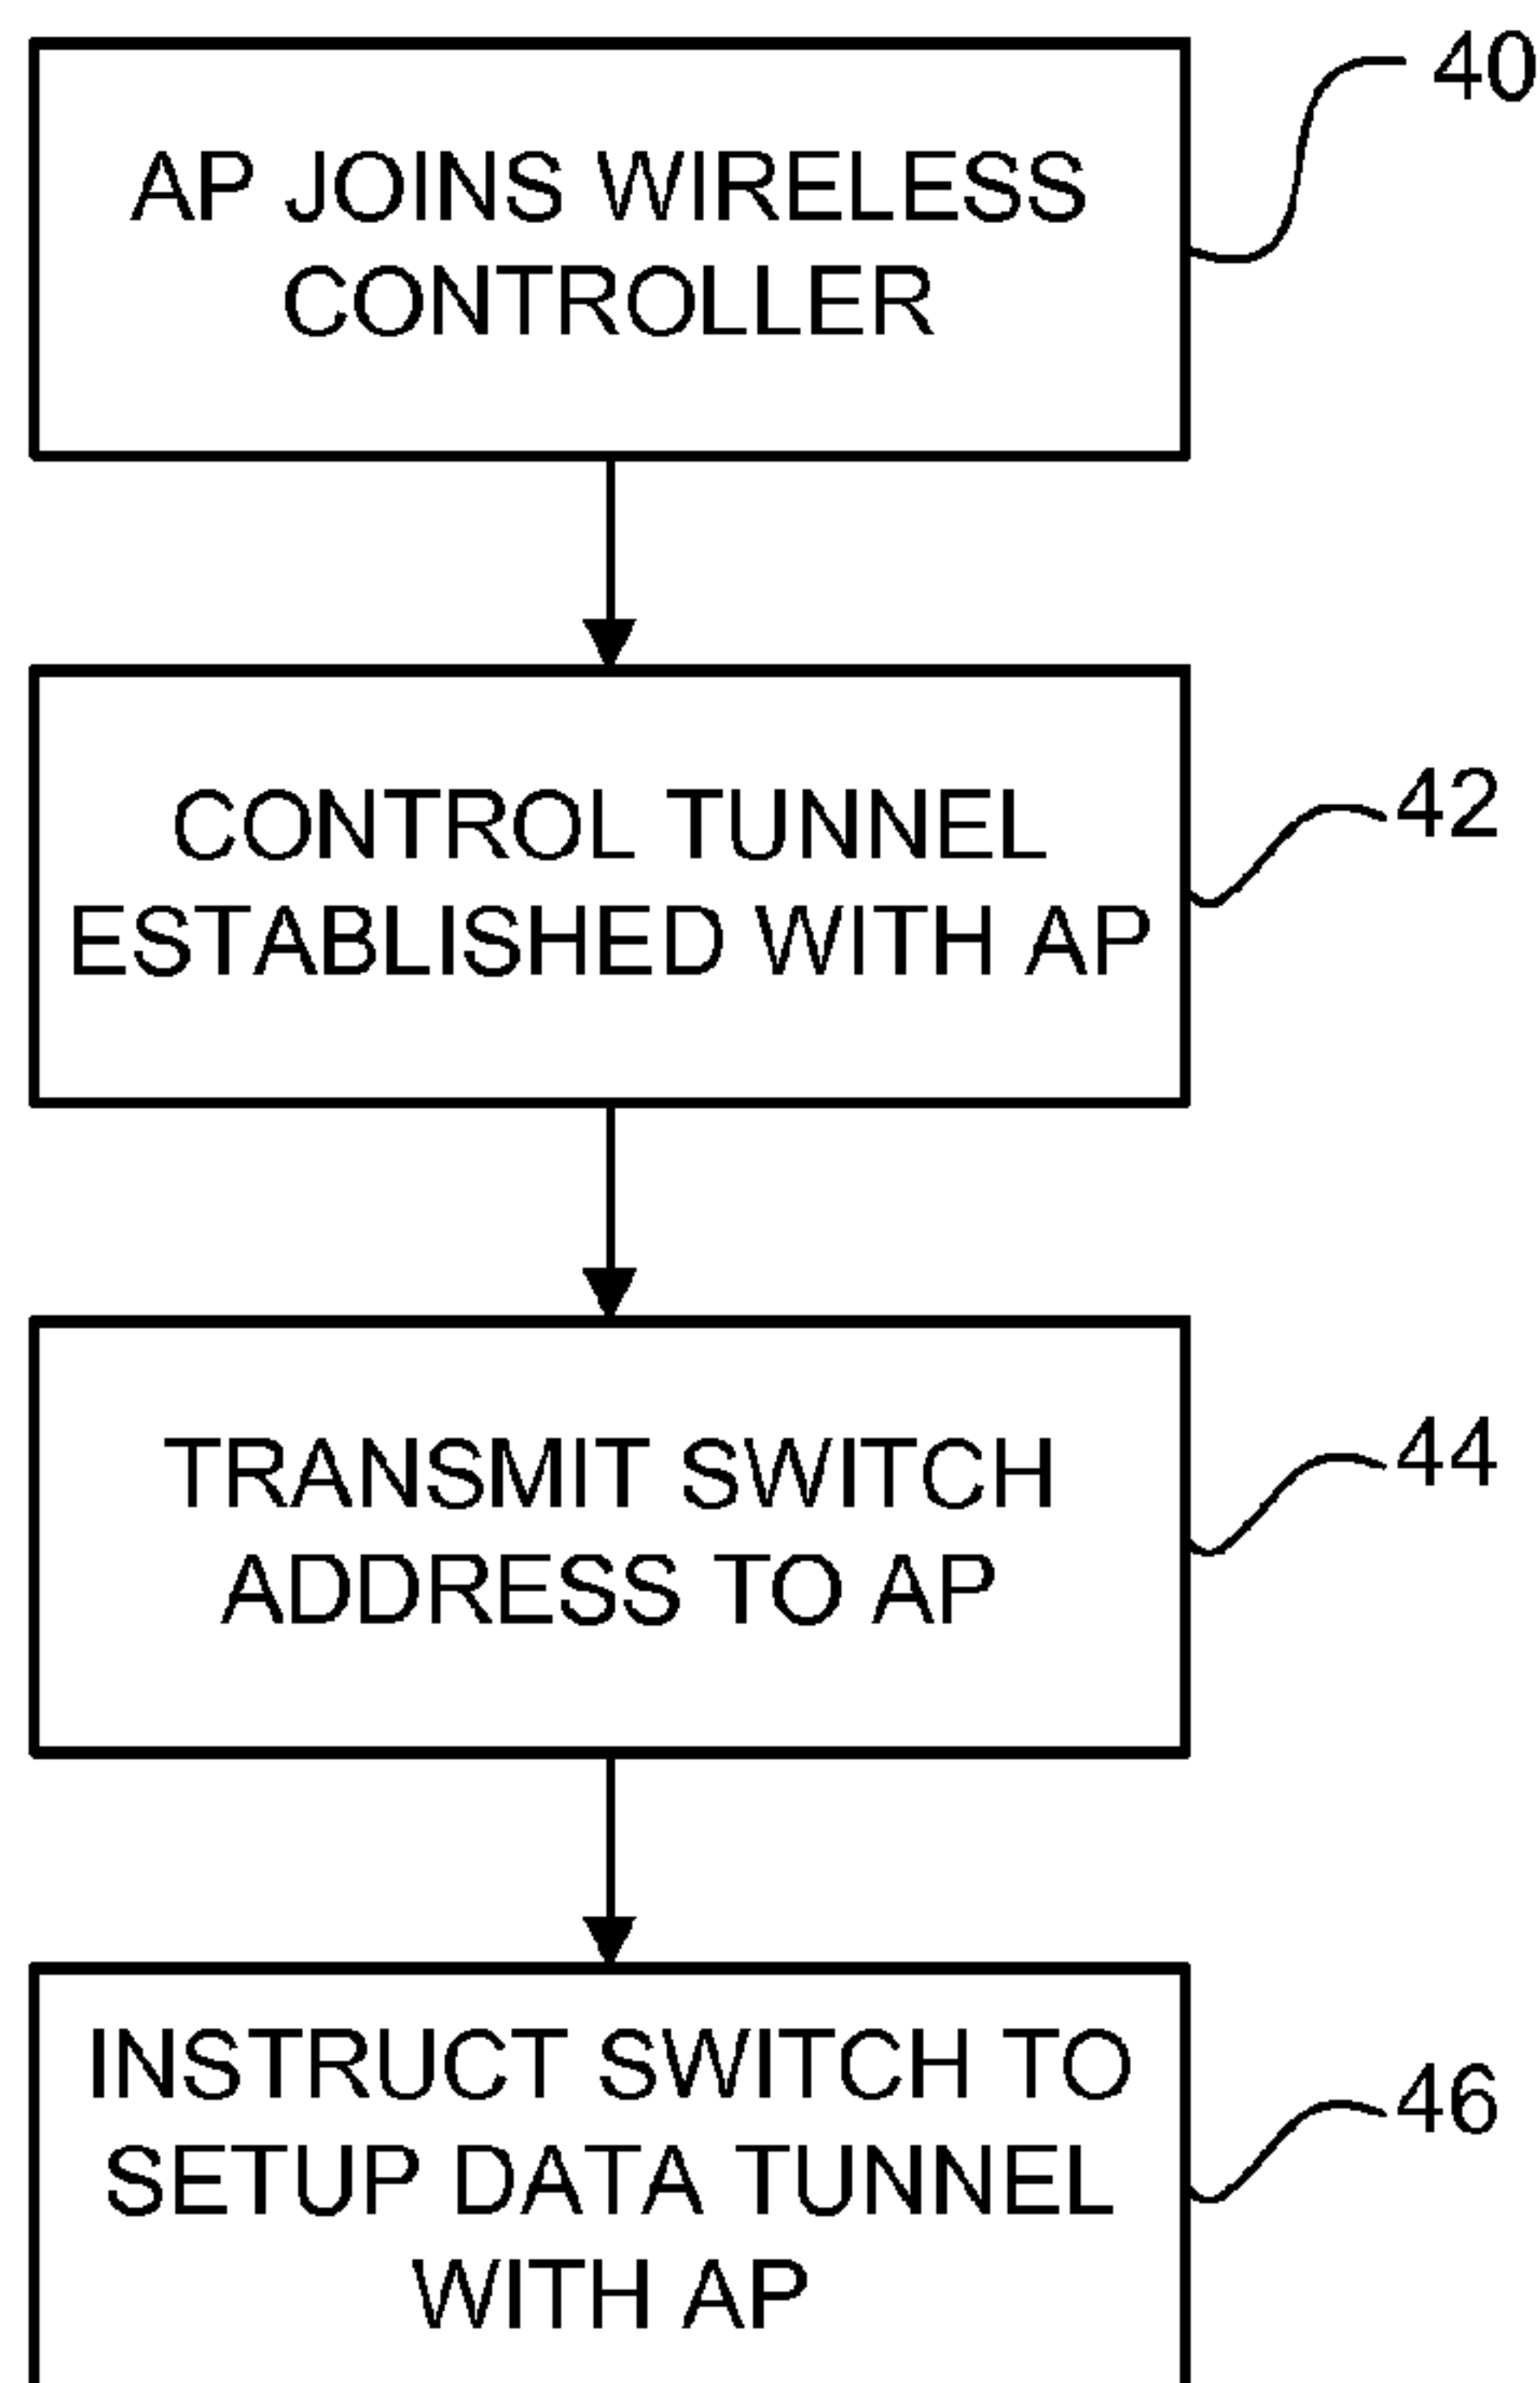 AP JOINS WIRELESS
CONTROLLER
40
CONTROL TUNNEL
ESTABLISHED WITH AP
42
TRANSMIT SWITCH
ADDRESS TO AP
44
INSTRUCT SWITCH TO
SETUP DATA TUNNEL
WITH AP
46